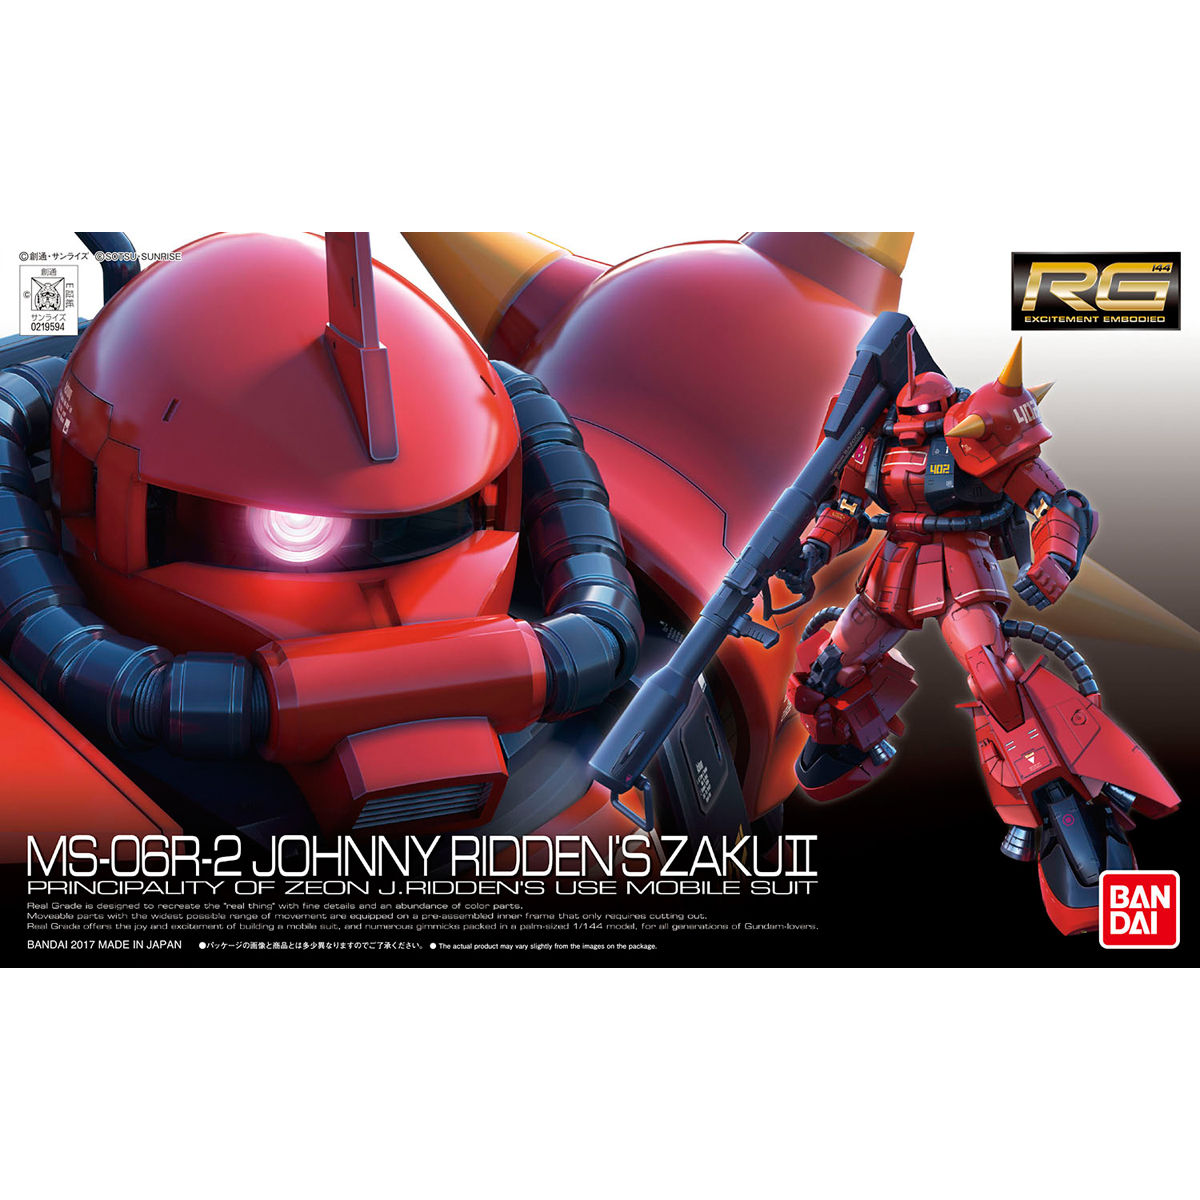 ©創通・サンライズ ©SOTSU・SUNRISE
創通
©
証紙
サンライズ
0219594
RG 144
EXCITEMENT EMBODIED
402
402
MS-06R-2 JOHNNY RIDDEN'S ZAKUⅡ
PRINCIPALITY OF ZEON J.RIDDEN'S USE MOBILE SUIT
Real Grade is designed to recreate the "real thing" with fine details and an abundance of color parts.
Moveable parts with the widest possible range of movement are equipped on a pre-assembled inner frame that only requires cutting out.
Real Grade offers the joy and excitement of building a mobile suit, and numerous gimmicks packed in a palm-sized 1/144 model, for all generations of Gundam-lovers.
BANDAI 2017 MADE IN JAPAN ●パッケージの画像と商品とは多少異なりますのでご了承ください。 ● The actual product may vary slightly from the images on the package.
BAN
DAI